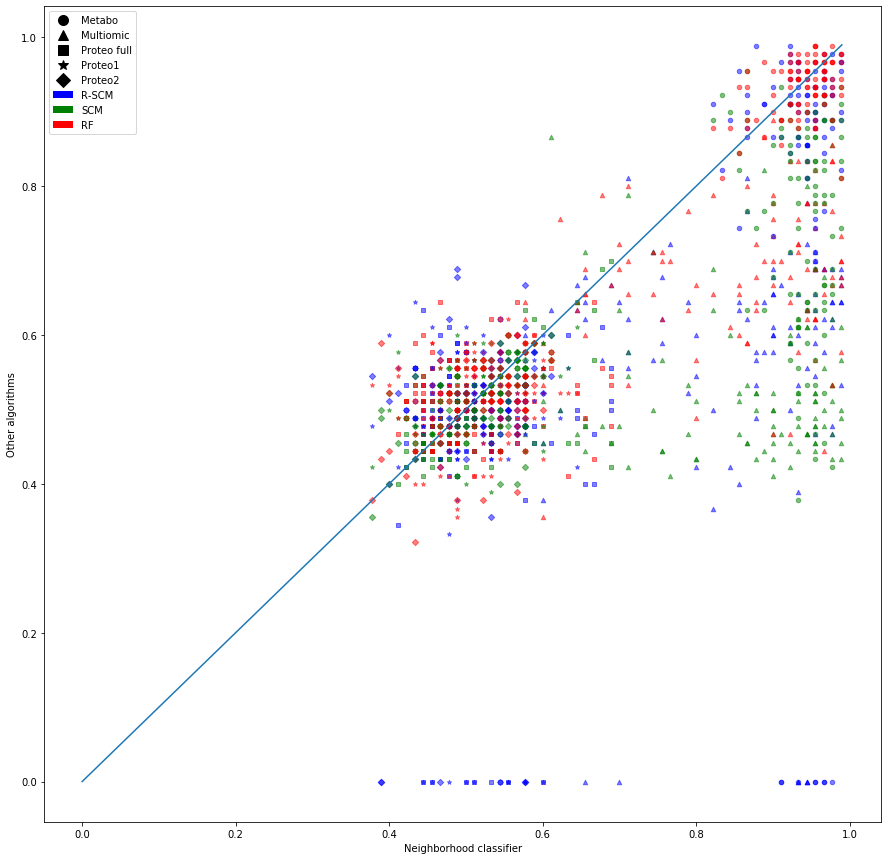 Metabo
Multiomic
Proteo full
Proteo1
Proteo2
R-SCM
SCM
RF
1.0
0.8
0.6
0.4
0.2
0.0
Other algorithms
0.0 0.2 0.4 0.6 0.8 1.0
Neighborhood classifier